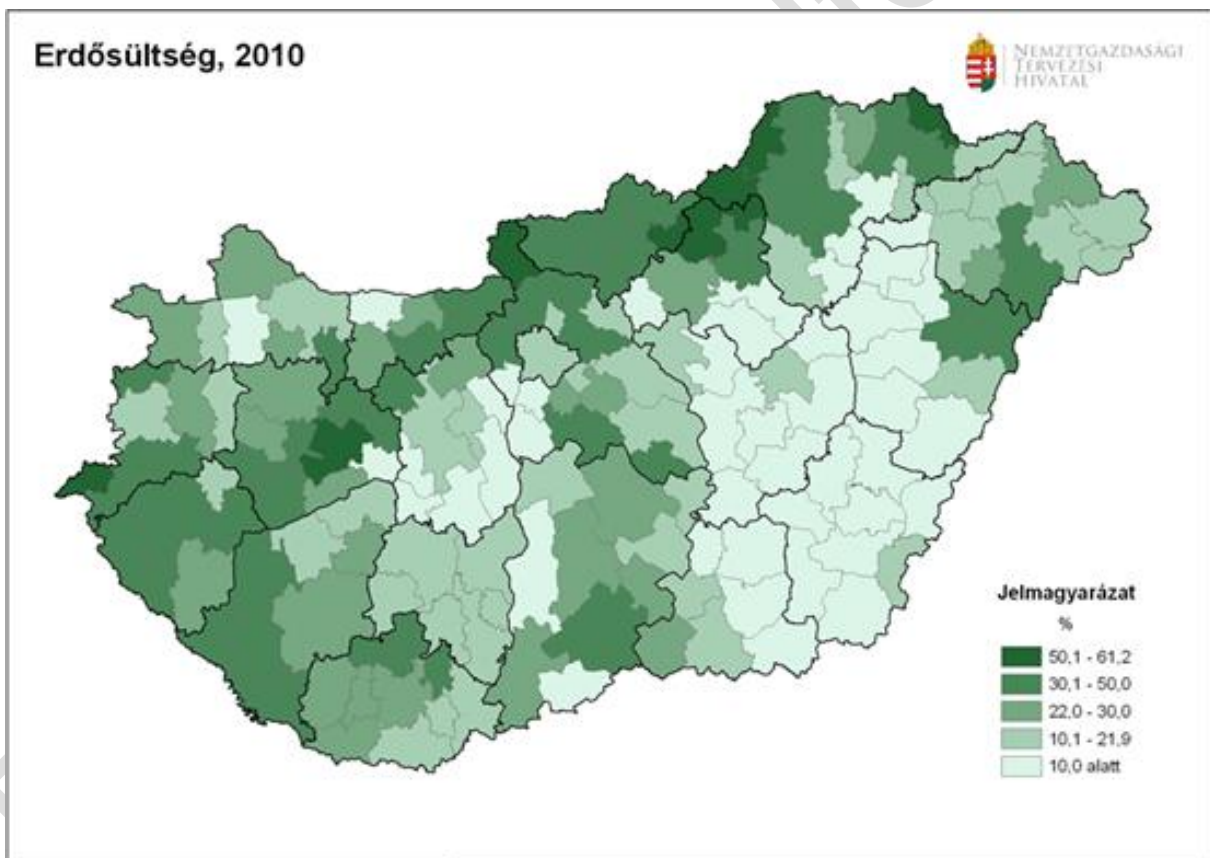 Erdősültség, 2010
NEMZETGAZDASÁGI
TERVEZÉSI
HIVATAL
Jelmagyarázat
%
50,1 - 61,2
30,1 - 50,0
22,0 - 30,0
10,1 - 21,9
10,0 alatt